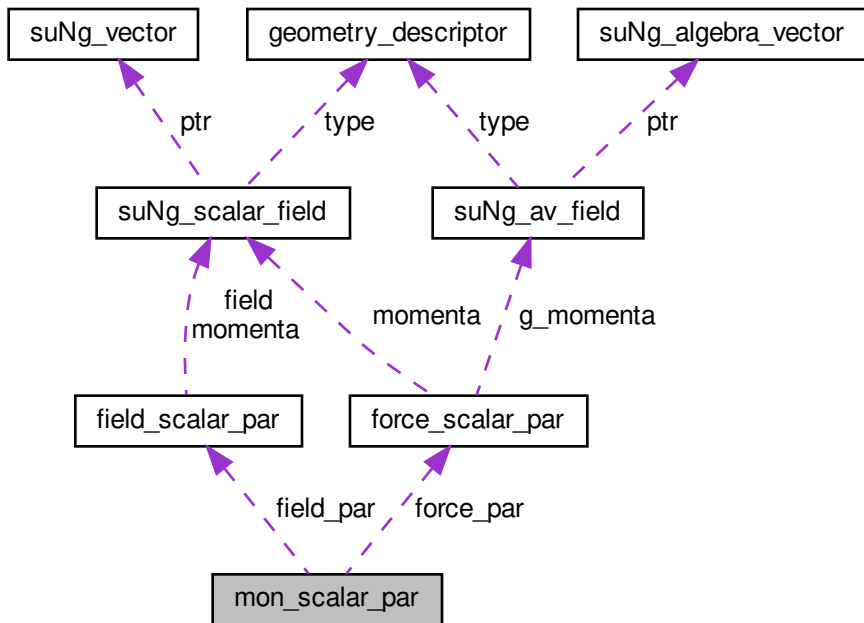 suNg_vector
geometry_descriptor
suNg_algebra_vector
ptr
type
type
ptr
suNg_scalar_field
suNg_av_field
field
momenta
momenta
g_momenta
field_scalar_par
force_scalar_par
field_par
force_par
mon_scalar_par